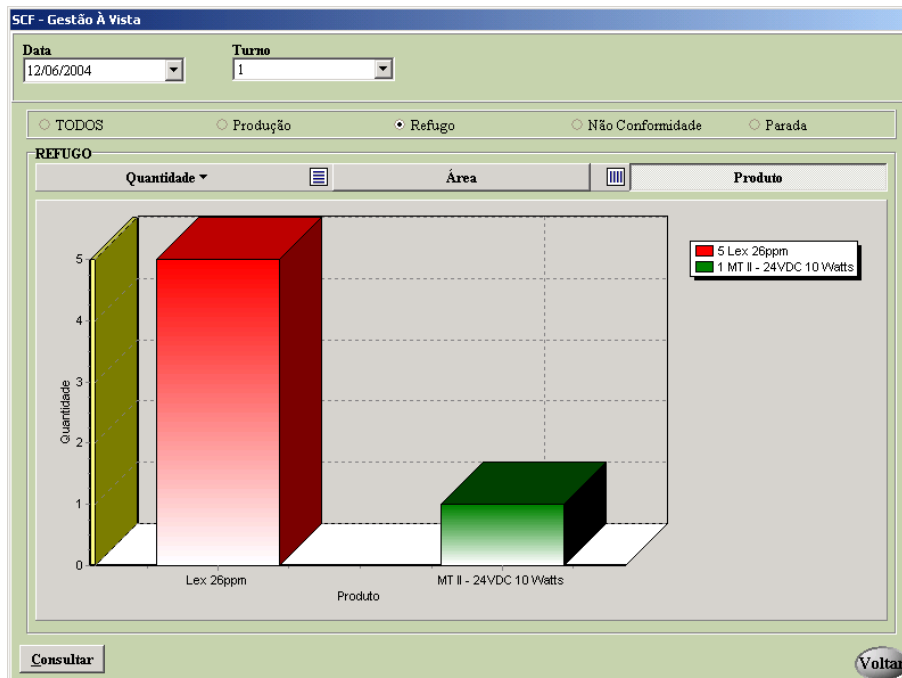 SCF - Gestão À Vista
Data Turno
12/06/2004 1
TODOS Produção Refugo Não Conformidade Parada
REFUGO
Quantidade Área Produto
5 Lex 26ppm
1 MT II - 24VDC 10 Watts
5
4
3
2
1
0
Quantidade
Lex 26ppm MT II - 24VDC 10 Watts
Produto
Consultar Voltar